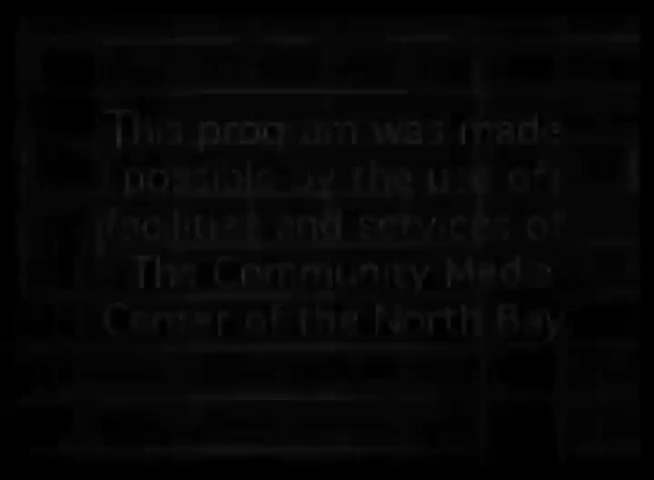 This program was made
possible by the use of
facilities and services of
The Community Media
Center of the North Bay